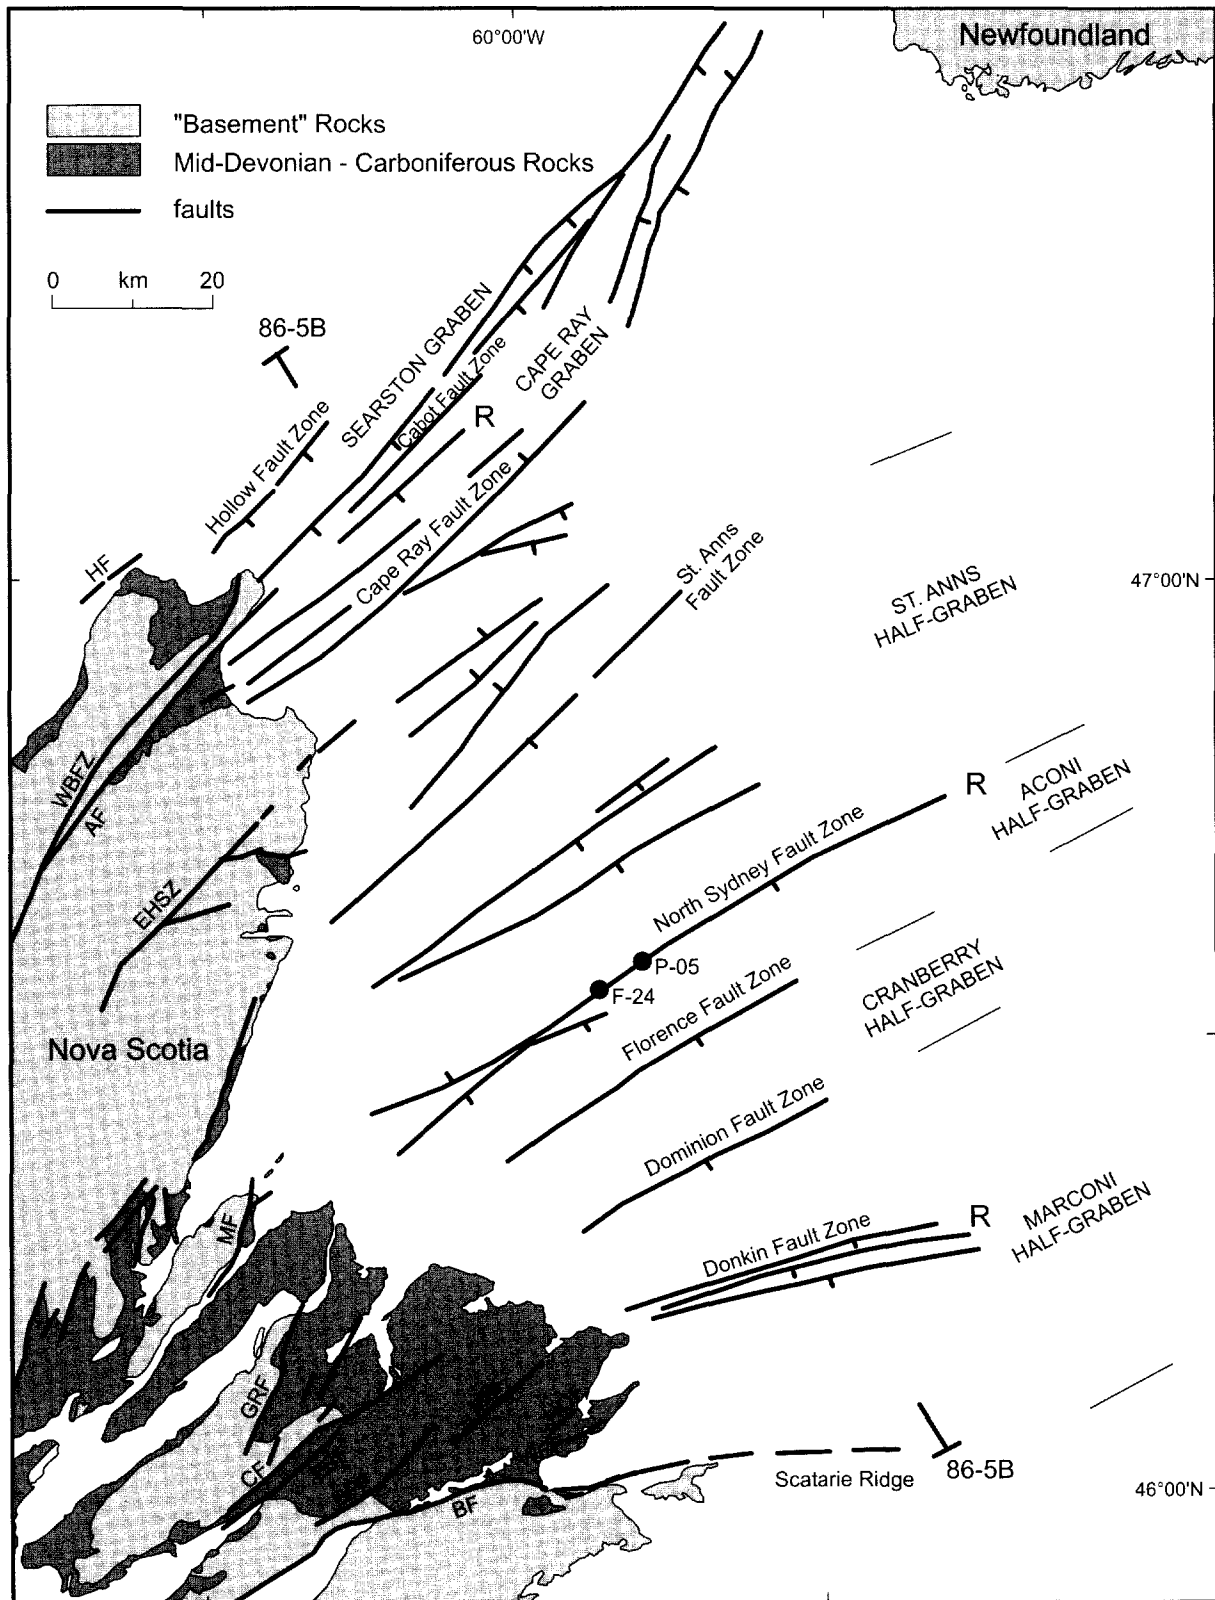 60°00'W
Newfoundland
"Basement" Rocks
Mid-Devonian - Carboniferous Rocks
faults
0 km 20
86-5B
SEARSTON GRABEN
Cabot Fault Zone
CAPE RAY
GRABEN
R
Hollow Fault Zone
HF
Cape Ray Fault Zone
St. Anns
Fault Zone
47°00'N
ST. ANNS
HALF-GRABEN
WBFZ
AF
EHSZ
R
ACONI
HALF-GRABEN
North Sydney Fault Zone
P-05
F-24
CRANBERRY
HALF-GRABEN
Florence Fault Zone
Nova Scotia
Dominion Fault Zone
MF
Donkin Fault Zone
R
MARCONI
HALF-GRABEN
GRF
CF
BF
Scatarie Ridge
86-5B
46°00'N